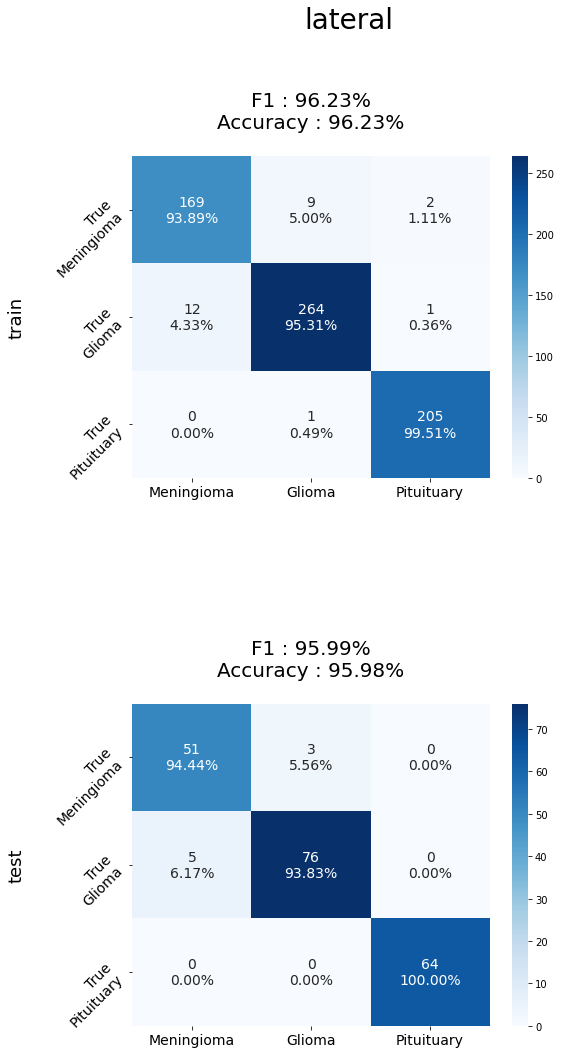 lateral
F1 : 96.23%
Accuracy : 96.23%
train
True
Meningioma
169
93.89%
9
5.00%
2
1.11%
True
Glioma
12
4.33%
264
95.31%
1
0.36%
True
Pituituary
0
0.00%
1
0.49%
205
99.51%
Meningioma
Glioma
Pituituary
250
200
150
100
50
0
F1 : 95.99%
Accuracy : 95.98%
test
True
Meningioma
51
94.44%
3
5.56%
0
0.00%
True
Glioma
5
6.17%
76
93.83%
0
0.00%
True
Pituituary
0
0.00%
0
0.00%
64
100.00%
Meningioma
Glioma
Pituituary
70
60
50
40
30
20
10
0